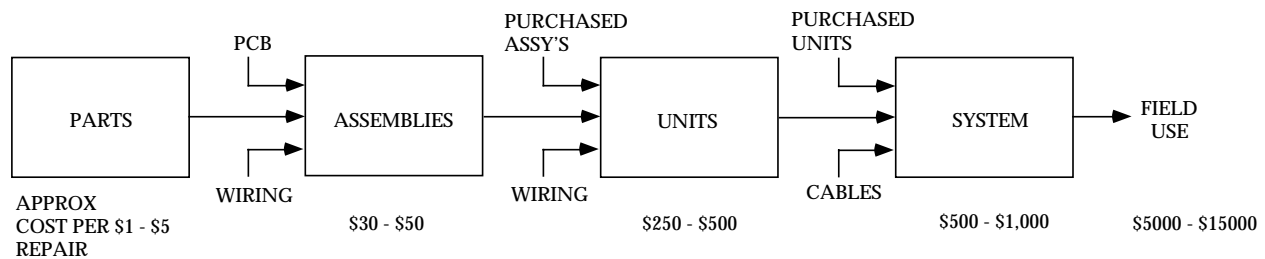 PURCHASED
ASSY'S
PURCHASED
UNITS
PCB
PARTS
ASSEMBLIES
UNITS
SYSTEM
FIELD
USE
WIRING
WIRING
CABLES
APPROX
COST PER $1 - $5
REPAIR
$30 - $50
$250 - $500
$500 - $1,000
$5000 - $15000